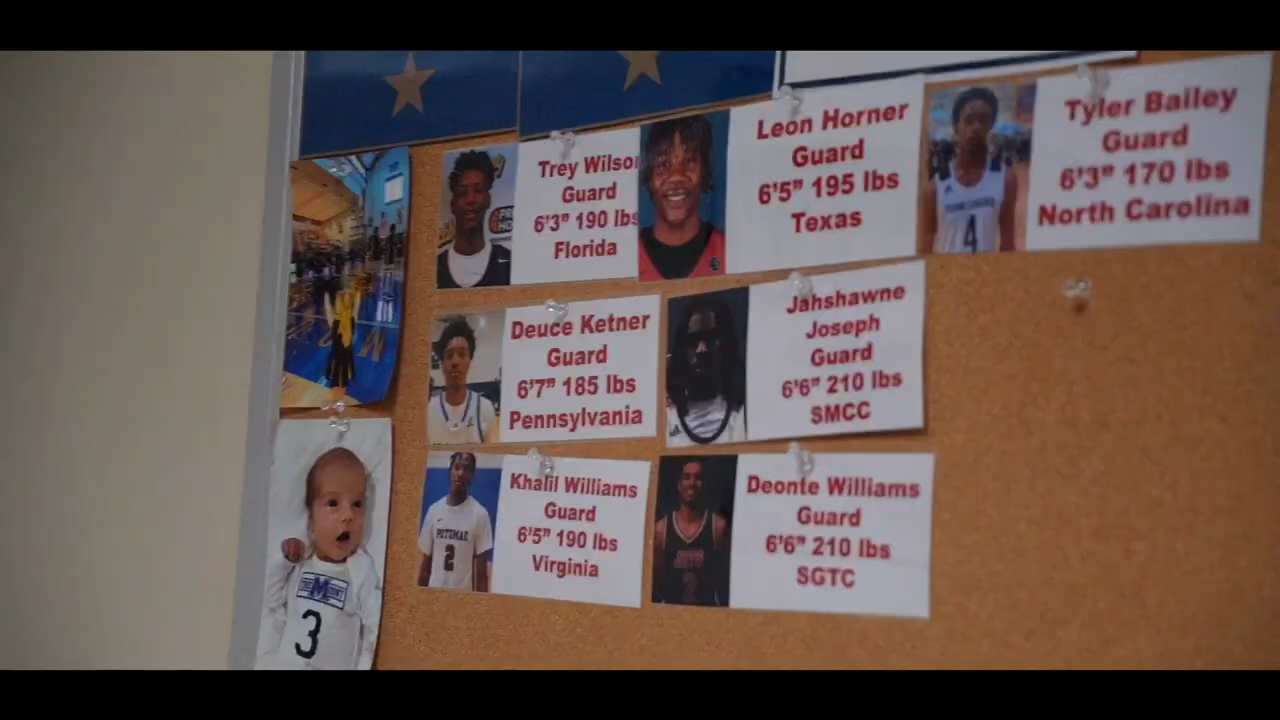 Trey Wilson
Guard
6'3" 190 lbs
Florida
Leon Horner
Guard
6'5" 195 lbs
Texas
4
Tyler Bailey
Guard
6'3" 170 lbs
North Carolina
Deuce Ketner
Guard
6'7" 185 lbs
Pennsylvania
Jahshawne
Joseph
Guard
6'6" 210 lbs
SMCC
POTOMAC
2
Khalil Williams
Guard
6'5" 190 lbs
Virginia
Deonte Williams
Guard
6'6" 210 lbs
SGTC
M
3